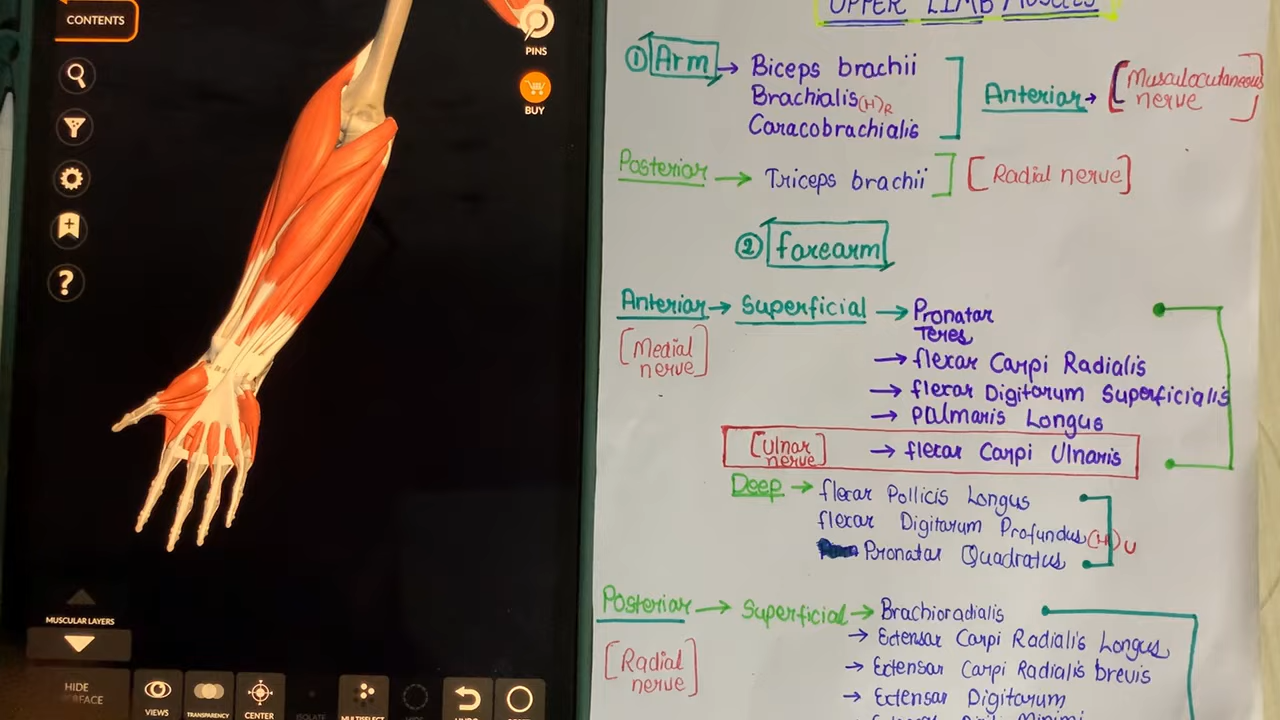 CONTENTS
PINS
BUY
MUSCULAR LAYERS
HIDE
VIEWS
TRANSPARENCY
CENTER
ISOLATE
MULTISELECT
UPPER LIMB MUSCLES
① Arm → Biceps brachii
Brachialis (H)R
Caracobrachialis
Anterior → [Musculocutaneous
nerve]
Posterior → Triceps brachii] [Radial nerve]
② forearm
Anterior → Superficial → Pronator
Teres
[Medial
nerve]
→ flexor Carpi Radialis
→ flexor Digitorum Superficialis
→ Palmaris Longus
[Ulnar
nerve] → flexor Carpi Ulnaris
Deep → flexor Pollicis Longus
flexor Digitorum Profundus (H) U
Pronator Quadratus
Posterior → Superficial → Brachioradialis
[Radial
nerve]
→ Extensor Carpi Radialis Longus
→ Extensor Carpi Radialis brevis
→ Extensor Digitorum